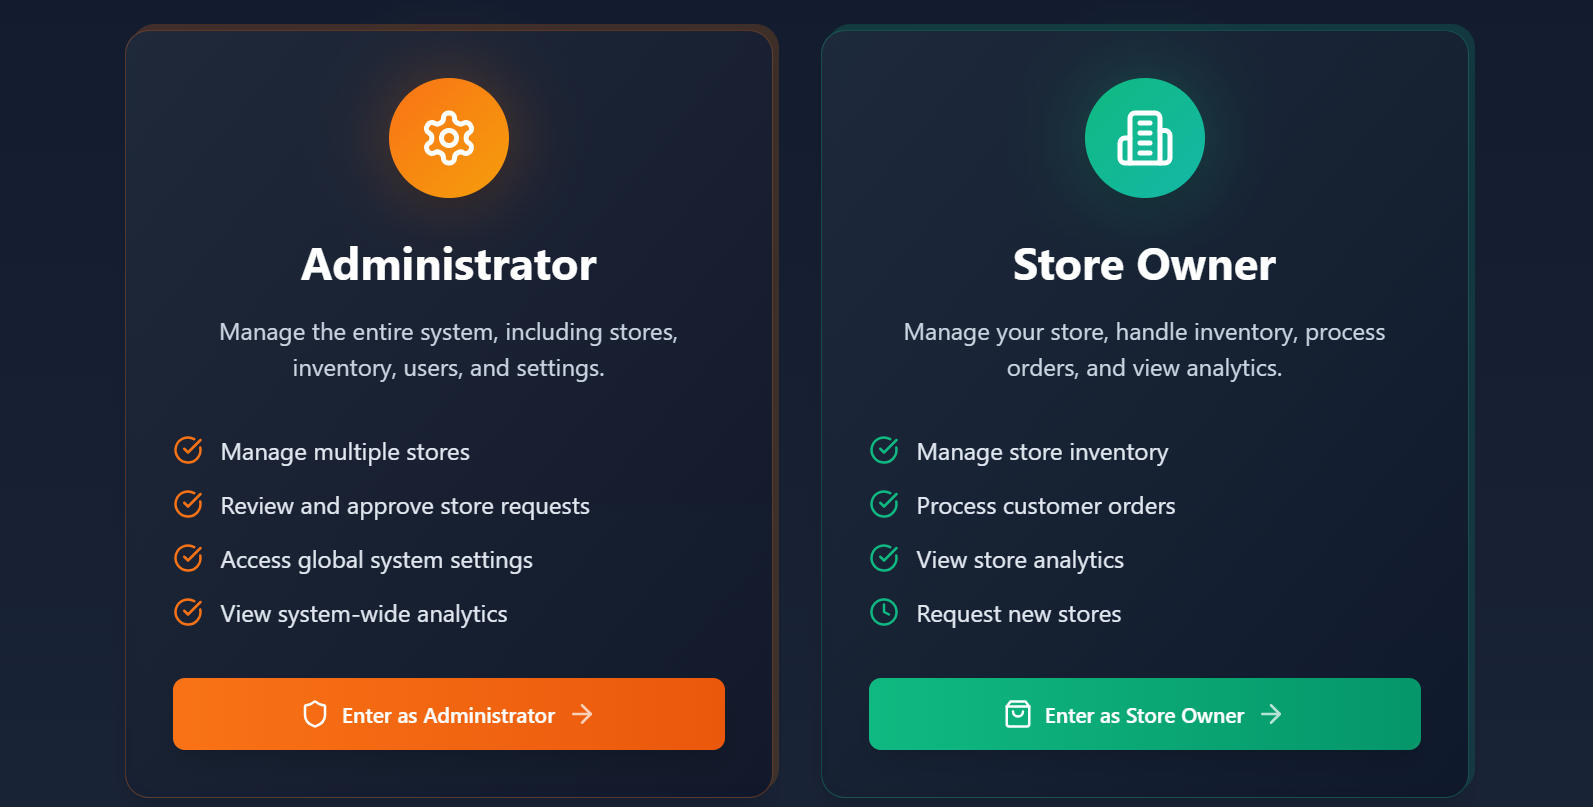 Administrator
Manage the entire system, including stores,
inventory, users, and settings.
Manage multiple stores
Review and approve store requests
Access global system settings
View system-wide analytics
Enter as Administrator
Store Owner
Manage your store, handle inventory, process
orders, and view analytics.
Manage store inventory
Process customer orders
View store analytics
Request new stores
Enter as Store Owner